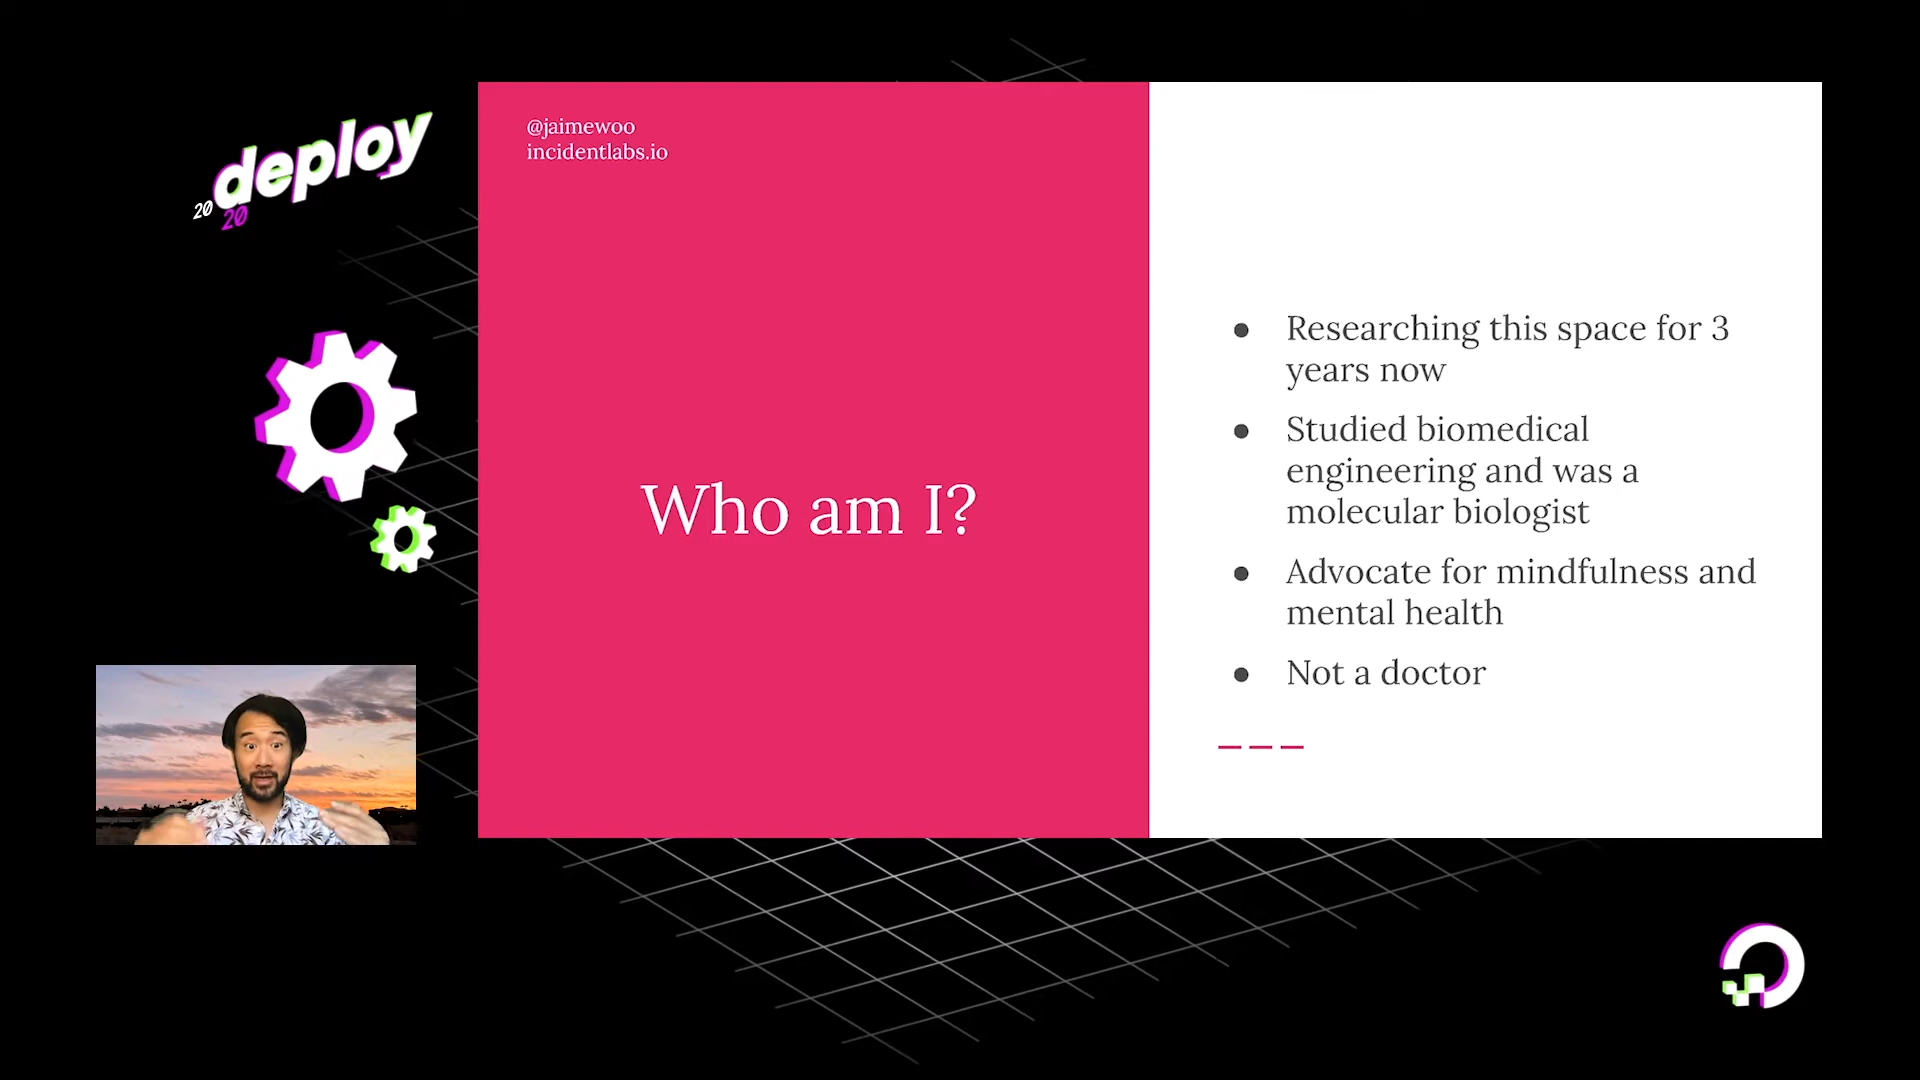 deploy
20
20
@jaimewoo
incidentlabs.io
Who am I?
● Researching this space for 3
years now
● Studied biomedical
engineering and was a
molecular biologist
● Advocate for mindfulness and
mental health
● Not a doctor